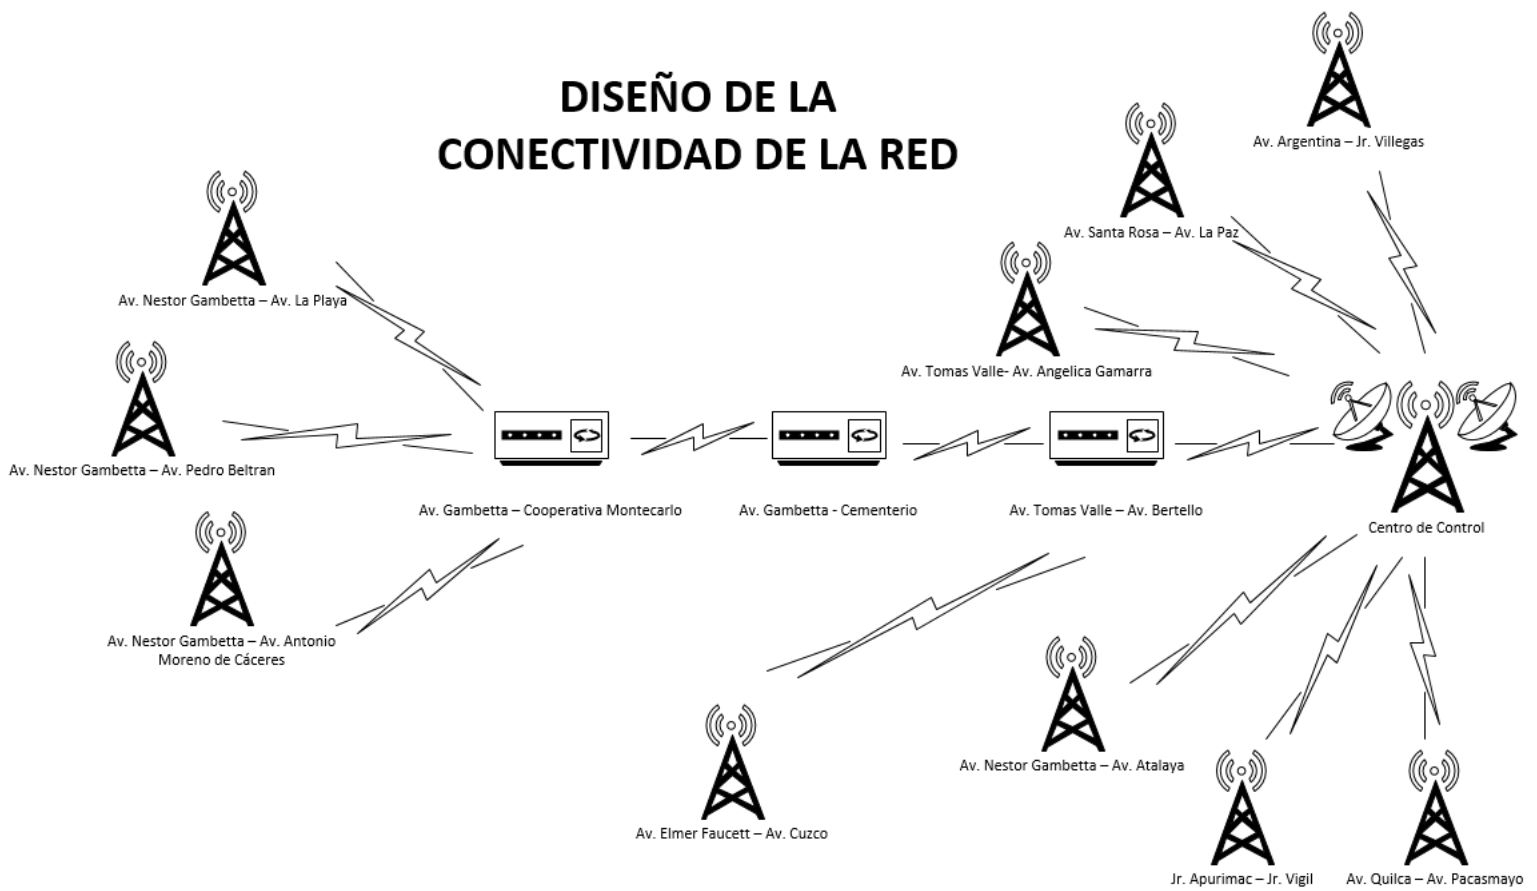 DISEÑO DE LA
CONECTIVIDAD DE LA RED
Av. Argentina – Jr. Villegas
Av. Santa Rosa – Av. La Paz
Av. Nestor Gambetta – Av. La Playa
Av. Tomas Valle- Av. Angelica Gamarra
Av. Nestor Gambetta – Av. Pedro Beltran
Av. Gambetta – Cooperativa Montecarlo
Av. Gambetta - Cementerio
Av. Tomas Valle – Av. Bertello
Centro de Control
Av. Nestor Gambetta – Av. Antonio
Moreno de Cáceres
Av. Nestor Gambetta – Av. Atalaya
Av. Elmer Faucett – Av. Cuzco
Jr. Apurimac – Jr. Vigil
Av. Quilca – Av. Pacasmayo